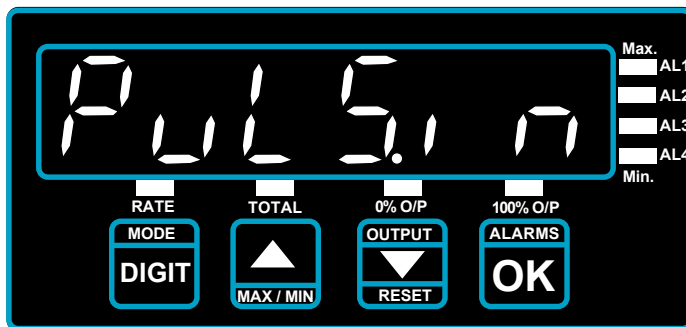 PuLS.in
Max.
AL1
AL2
AL3
AL4
Min.
RATE TOTAL 0% O/P 100% O/P
MODE OUTPUT ALARMS
DIGIT OK
MAX / MIN RESET